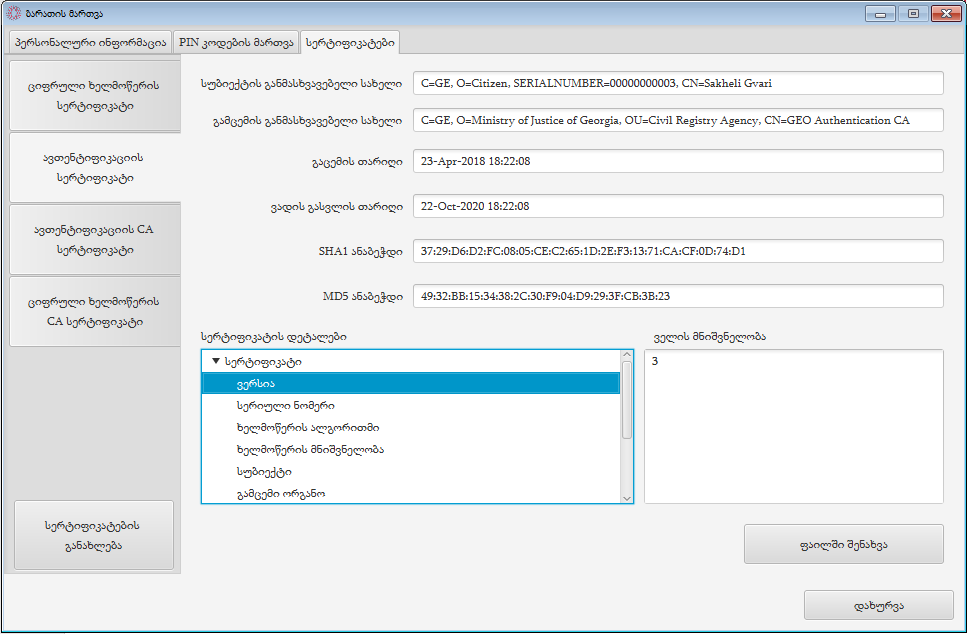 ბარათის მართვა
პერსონალური ინფორმაცია
PIN კოდების მართვა
სერტიფიკატები
ციფრული ხელმოწერის
სერტიფიკატი
ავთენტიფიკაციის
სერტიფიკატი
ავთენტიფიკაციის CA
სერტიფიკატი
ციფრული ხელმოწერის
CA სერტიფიკატი
სერტიფიკატების
განახლება
სუბიექტის განმასხვავებელი სახელი
C=GE, O=Citizen, SERIALNUMBER=00000000003, CN=Sakheli Gvari
გამცემის განმასხვავებელი სახელი
C=GE, O=Ministry of Justice of Georgia, OU=Civil Registry Agency, CN=GEO Authentication CA
გაცემის თარიღი
23-Apr-2018 18:22:08
ვადის გასვლის თარიღი
22-Oct-2020 18:22:08
SHA1 ანაბეჭდი
37:29:D6:D2:FC:08:05:CE:C2:65:1D:2E:F3:13:71:CA:CF:0D:74:D1
MD5 ანაბეჭდი
49:32:BB:15:34:38:2C:30:F9:04:D9:29:3F:CB:3B:23
სერტიფიკატის დეტალები
სერტიფიკატი
ვერსია
სერიული ნომერი
ხელმოწერის ალგორითმი
ხელმოწერის მნიშვნელობა
სუბიექტი
გამცემი ორგანო
ველის მნიშვნელობა
3
ფაილში შენახვა
დახურვა